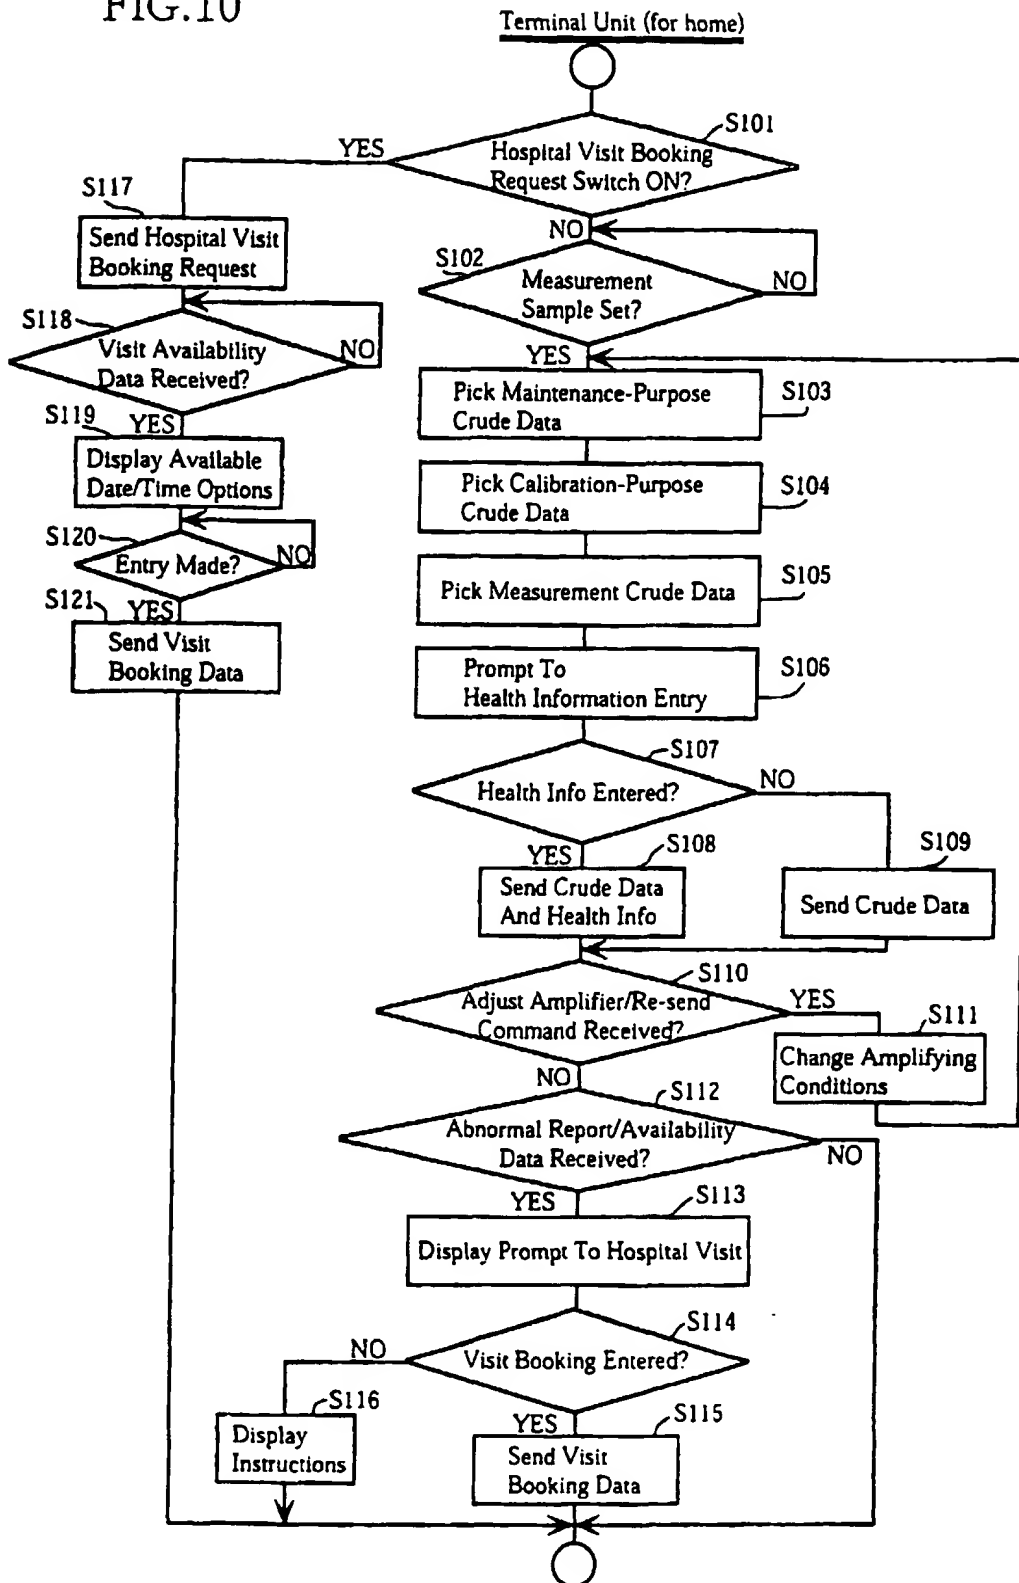 FIG.10
Terminal Unit (for home)
S101
Hospital Visit Booking
Request Switch ON?
YES
NO
S117
Send Hospital Visit
Booking Request
S118
Visit Availability
Data Received?
NO
YES
S119
Display Available
Date/Time Options
S120
Entry Made?
NO
YES
S121
Send Visit
Booking Data
S102
Measurement
Sample Set?
NO
YES
Pick Maintenance-Purpose
Crude Data
S103
Pick Calibration-Purpose
Crude Data
S104
Pick Measurement Crude Data
S105
Prompt To
Health Information Entry
S106
S107
Health Info Entered?
NO
YES
S108
Send Crude Data
And Health Info
S109
Send Crude Data
S110
Adjust Amplifier/Re-send
Command Received?
YES
NO
S111
Change Amplifying
Conditions
S112
Abnormal Report/Availability
Data Received?
NO
YES
S113
Display Prompt To Hospital Visit
S114
Visit Booking Entered?
NO
YES
S116
Display
Instructions
S115
Send Visit
Booking Data